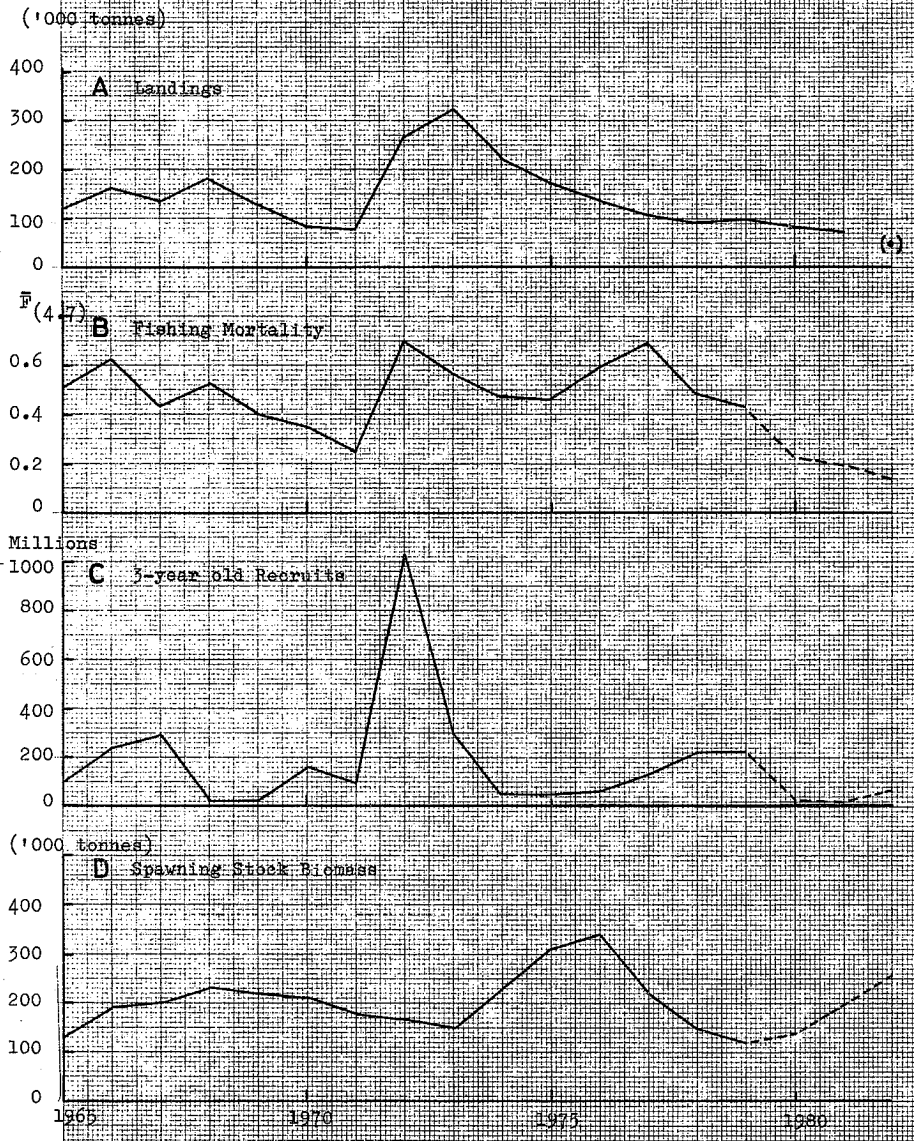 ('000 tonnes)
400
A Landings
300
200
100
0
(•)
F̅(4.7)
B Fishing Mortality
0.6
0.4
0.2
0
Millions
1000
C 3-year old Recruits
800
600
400
200
0
('000 tonnes)
D Spawning Stock Biomass
400
300
200
100
0
1965 1970 1975 1980